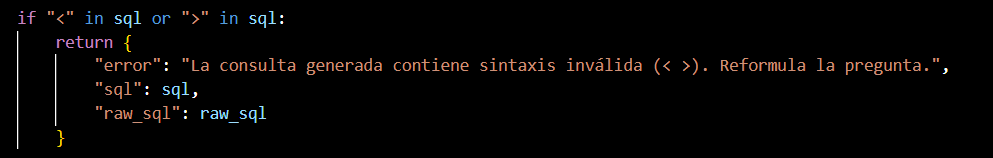 if "<" in sql or ">" in sql:
    return {
        "error": "La consulta generada contiene sintaxis inválida (< >). Reformula la pregunta.",
        "sql": sql,
        "raw_sql": raw_sql
    }